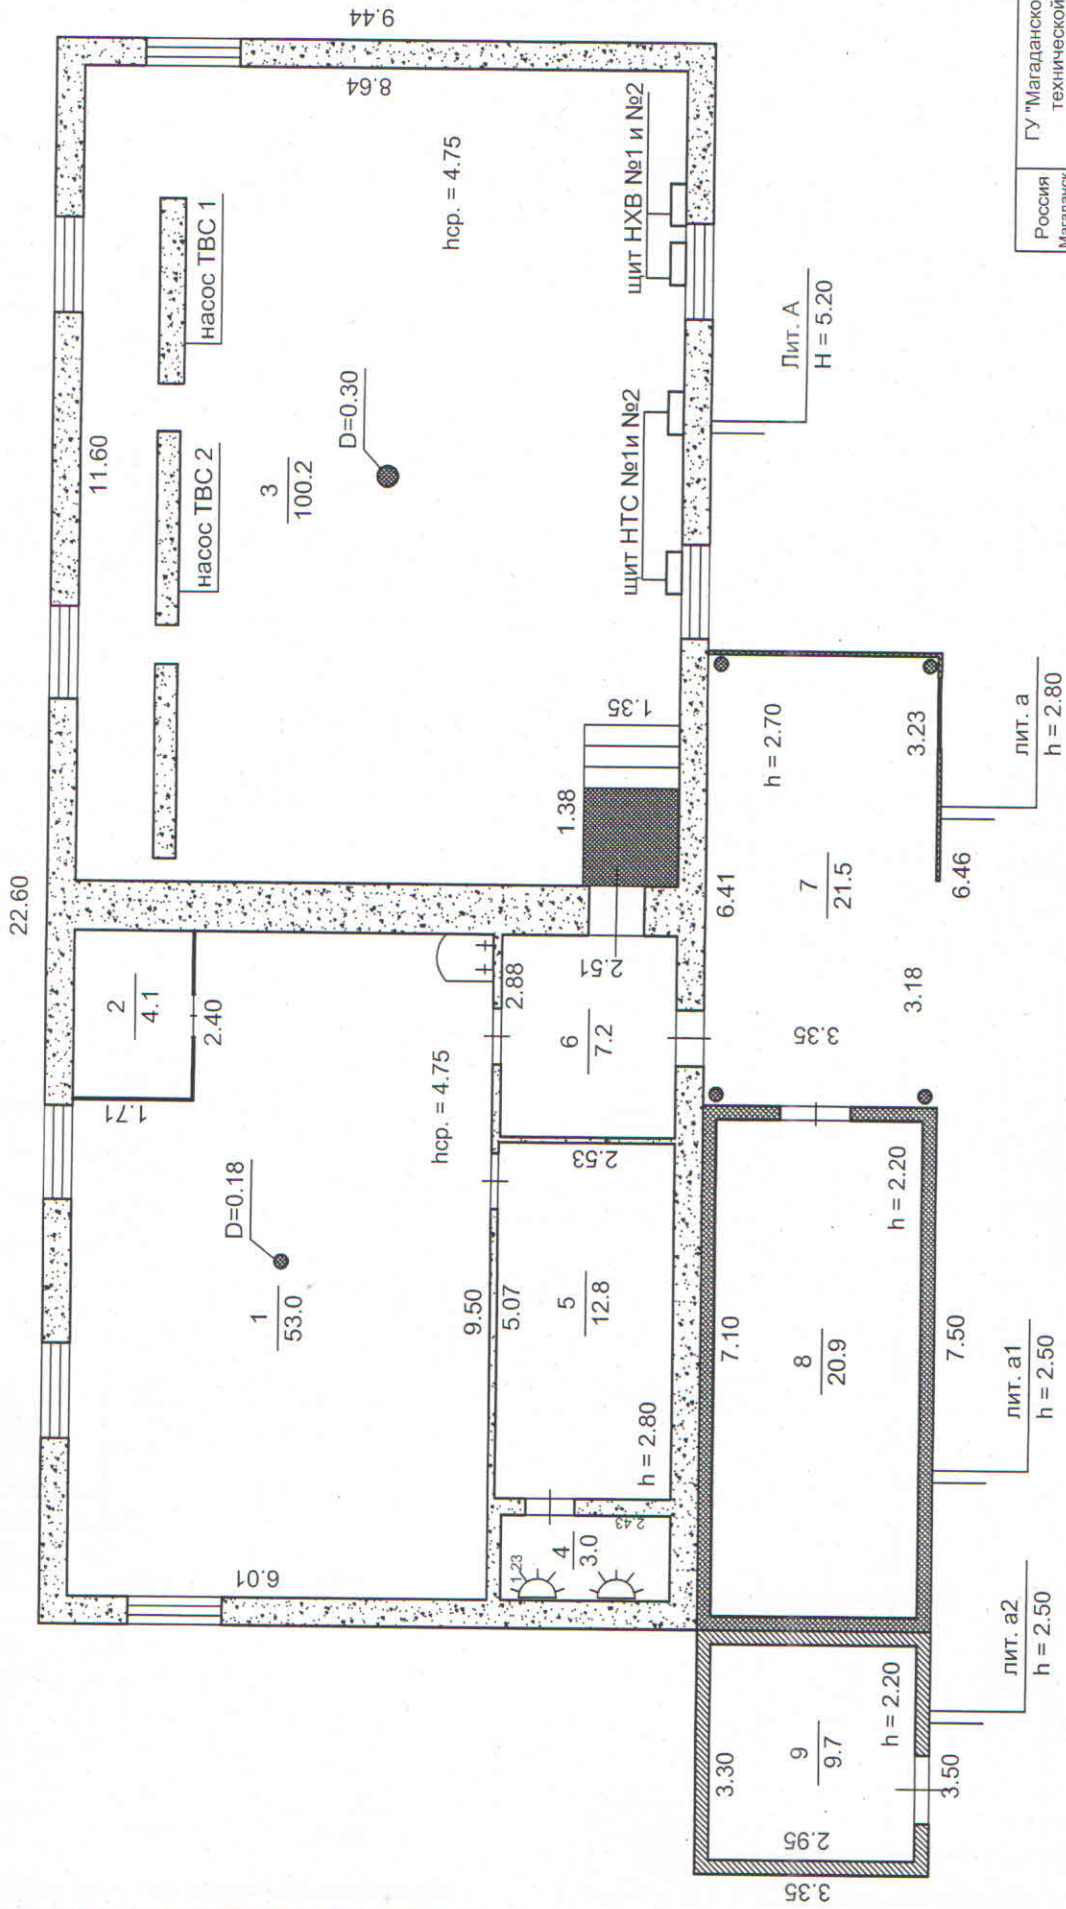 22.60
9.44
11.60
8.64
насос ТВС 1
насос ТВС 2
hср. = 4.75
3
100.2
D=0.30
щит НХВ №1 и №2
щит НТС №1и №2
1.35
1.38
2
4.1
2.40
1.71
D=0.18
1
53.0
hср. = 4.75
6.01
9.50
2.88
2.51
6
7.2
5.07
2.53
5
12.8
h = 2.80
1.23
4
3.0
2.43
Лит. А
Н = 5.20
6.41
h = 2.70
7
21.5
3.23
3.35
3.18
6.46
лит. а
h = 2.80
7.10
8
20.9
h = 2.20
7.50
лит. а1
h = 2.50
3.30
9
9.7
h = 2.20
2.95
3.35
3.50
лит. а2
h = 2.50
Россия
ГУ "Магаданско
технической